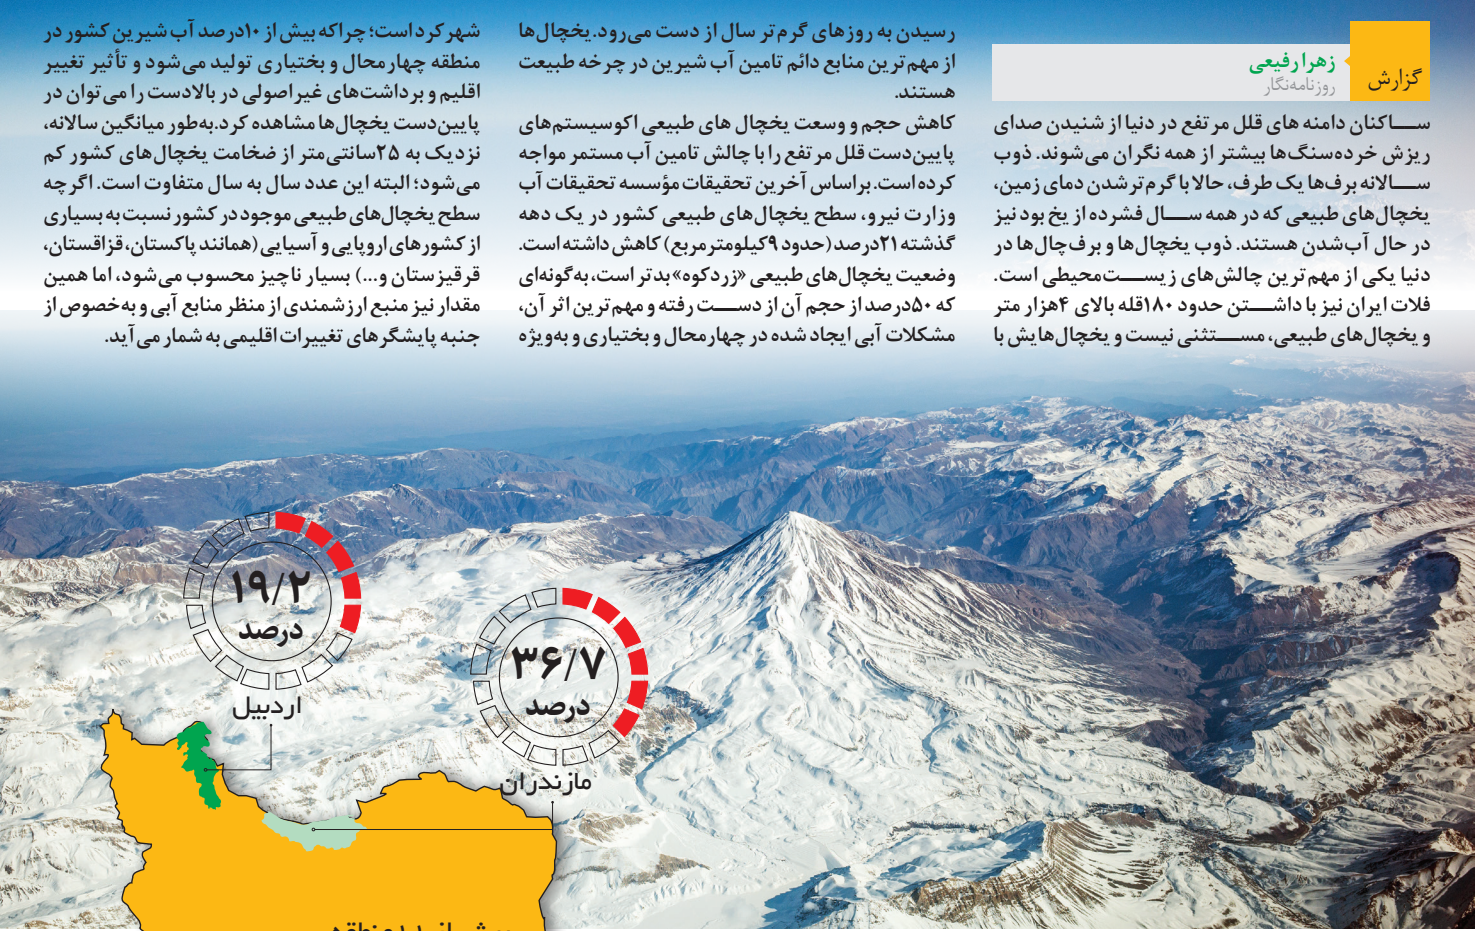 گزارش
زهرا رفیعی
روزنامه‌نگار
ساکنان دامنه های قلل مرتفع در دنیا از شنیدن صدای
ریزش خرده‌سنگ‌ها بیشتر از همه نگران می‌شوند. ذوب
سالانه برف‌ها یک طرف، حالا با گرم‌تر شدن دمای زمین،
یخچال‌های طبیعی که در همه سال فشرده از یخ بود نیز
در حال آب‌شدن هستند. ذوب یخچال‌ها و برف‌چال‌ها در
دنیا یکی از مهم‌ترین چالش‌های زیست‌محیطی است.
فلات ایران نیز با داشتن حدود ۱۸۰قله بالای ۴هزار متر
و یخچال‌های طبیعی، مستثنی نیست و یخچال‌هایش با
رسیدن به روزهای گرم‌تر سال از دست می‌رود. یخچال‌ها
از مهم‌ترین منابع دائم تامین آب شیرین در چرخه طبیعت
هستند.
کاهش حجم و وسعت یخچال های طبیعی اکوسیستم‌های
پایین‌دست قلل مرتفع را با چالش تامین آب مستمر مواجه
کرده است. براساس آخرین تحقیقات مؤسسه تحقیقات آب
وزارت نیرو، سطح یخچال‌های طبیعی کشور در یک دهه
گذشته ۲۱درصد (حدود ۹کیلومتر مربع) کاهش داشته است.
وضعیت یخچال‌های طبیعی «زردکوه» بدتر است، به‌گونه‌ای
که ۵۰درصد از حجم آن از دست رفته و مهم‌ترین اثر آن،
مشکلات آبی ایجاد شده در چهارمحال و بختیاری و به‌ویژه
شهرکرد است؛ چراکه بیش از ۱۰درصد آب شیرین کشور در
منطقه چهارمحال و بختیاری تولید می‌شود و تأثیر تغییر
اقلیم و برداشت‌های غیراصولی در بالادست را می‌توان در
پایین‌دست یخچال‌ها مشاهده کرد.به‌طور میانگین سالانه،
نزدیک به ۲۵سانتی‌متر از ضخامت یخچال‌های کشور کم
می‌شود؛ البته این عدد سال به سال متفاوت است. اگرچه
سطح یخچال‌های طبیعی موجود در کشور نسبت به بسیاری
از کشورهای اروپایی و آسیایی (همانند پاکستان، قزاقستان،
قرقیزستان و...) بسیار ناچیز محسوب می‌شود، اما همین
مقدار نیز منبع ارزشمندی از منظر منابع آبی و به‌خصوص از
جنبه پایشگرهای تغییرات اقلیمی به شمار می‌آید.
۱۹/۲
درصد
اردبیل
۳۶/۷
درصد
مازندران